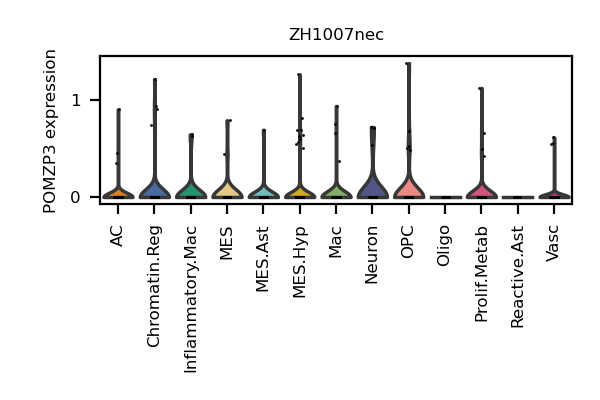 ZH1007nec
POMZP3 expression
1
0
AC
Chromatin.Reg
Inflammatory.Mac
MES
MES.Ast
MES.Hyp
Mac
Neuron
OPC
Oligo
Prolif.Metab
Reactive.Ast
Vasc